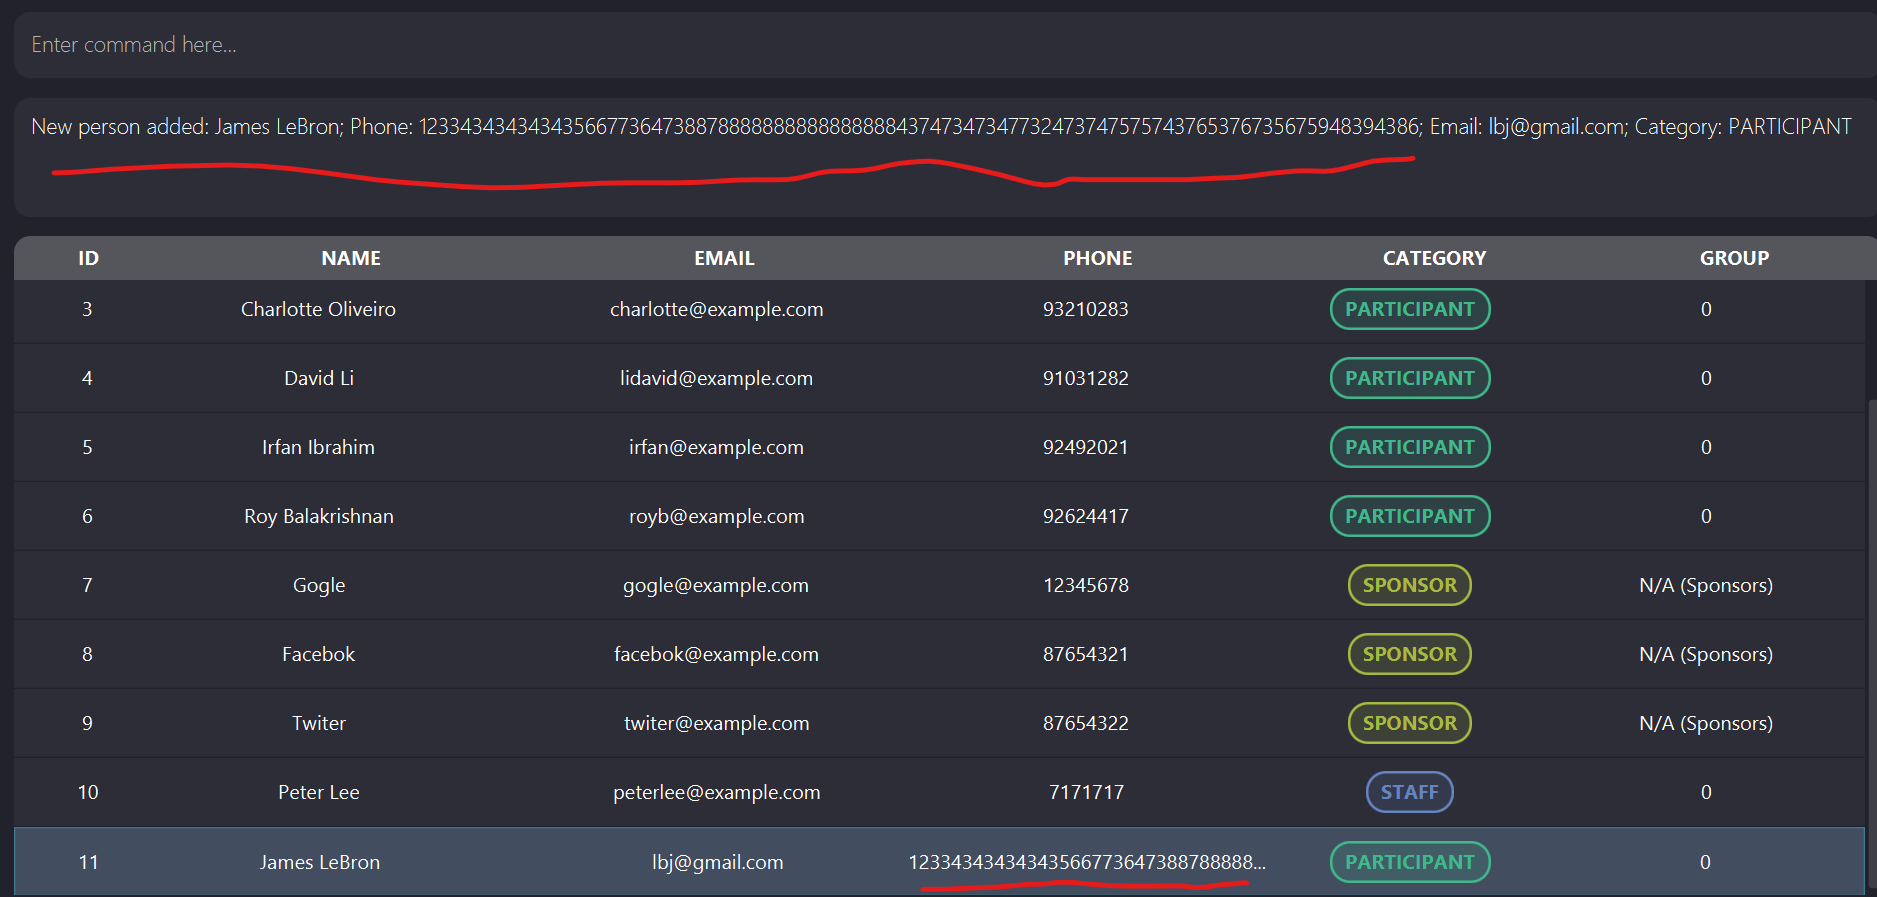 Enter command here...
New person added: James LeBron; Phone: 1233434343434356677364738878888888888888888437473473477324737475757437653767356759483943​86; Email: lbj@gmail.com; Category: PARTICIPANT
ID NAME EMAIL PHONE CATEGORY GROUP
3 Charlotte Oliveiro charlotte@example.com 93210283 PARTICIPANT 0
4 David Li lidavid@example.com 91031282 PARTICIPANT 0
5 Irfan Ibrahim irfan@example.com 92492021 PARTICIPANT 0
6 Roy Balakrishnan royb@example.com 92624417 PARTICIPANT 0
7 Gogle gogle@example.com 12345678 SPONSOR N/A (Sponsors)
8 Facebok facebok@example.com 87654321 SPONSOR N/A (Sponsors)
9 Twiter twiter@example.com 87654322 SPONSOR N/A (Sponsors)
10 Peter Lee peterlee@example.com 7171717 STAFF 0
11 James LeBron lbj@gmail.com 12334343434343566773647388788888... PARTICIPANT 0